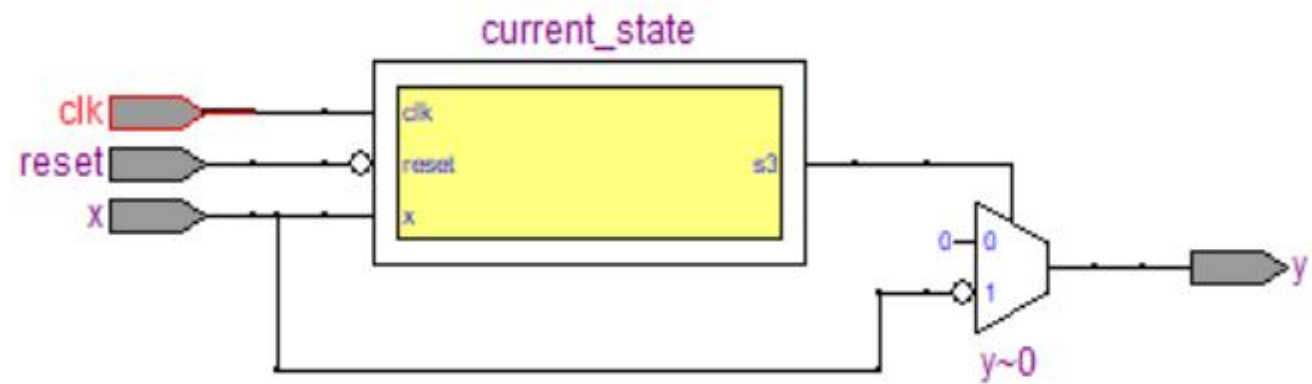 current_state
clk
reset
x
clk
reset
x
s3
0
0
1
y
y~0